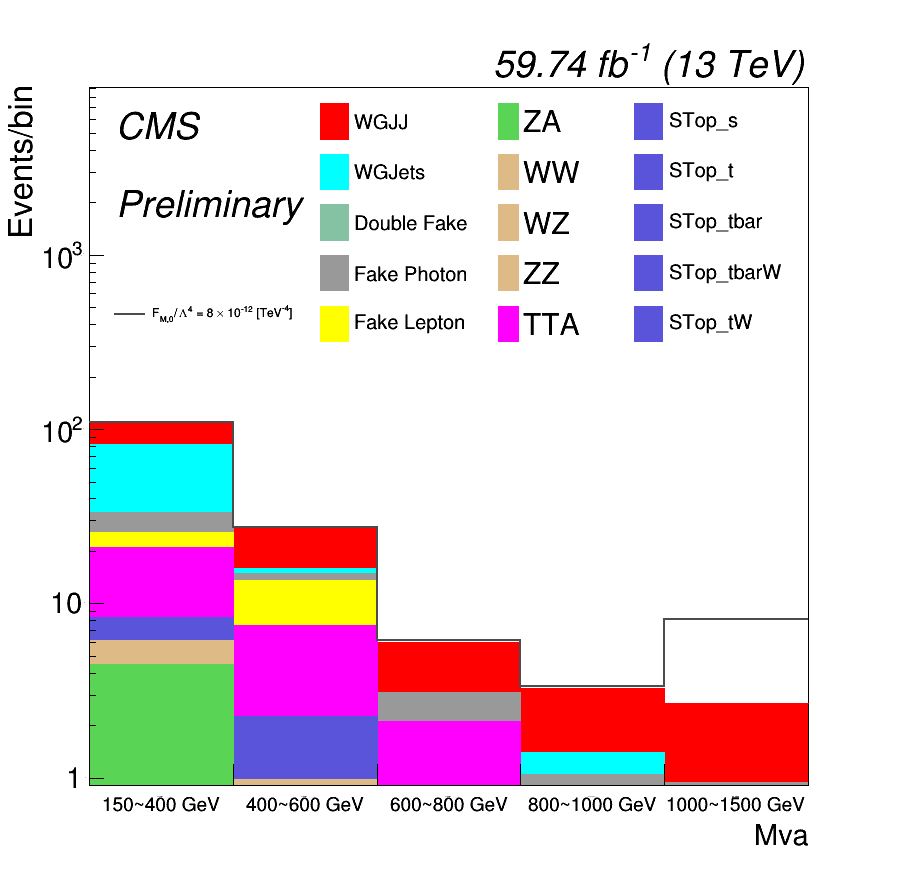 59.74 fb⁻¹ (13 TeV)
Events/bin
CMS
Preliminary
F_M,0/Λ⁴ = 8 × 10⁻¹² [TeV⁻⁴]
WGJJ
WGJets
Double Fake
Fake Photon
Fake Lepton
ZA
WW
WZ
ZZ
TTA
STop_s
STop_t
STop_tbar
STop_tbarW
STop_tW
10³
10²
10
1
150~400 GeV 400~600 GeV 600~800 GeV 800~1000 GeV 1000~1500 GeV
Mva